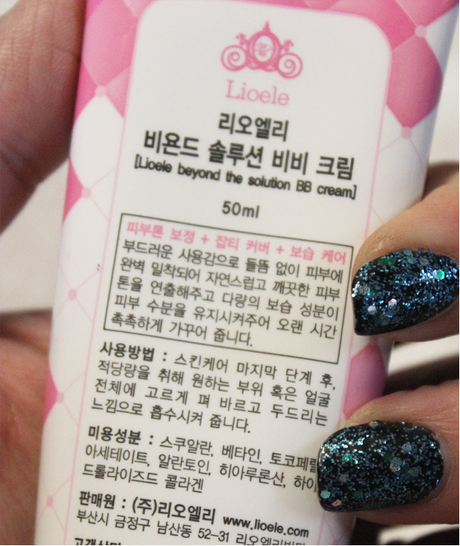 Lioele
리오엘리
비욘드 솔루션 비비 크림
[Lioele beyond the solution BB cream]
50ml
피부톤 보정 + 잡티 커버 + 보습 케어
부드러운 사용감으로 들뜸 없이 피부에
완벽 밀착되어 자연스럽고 깨끗한 피부
톤을 연출해주고 다량의 보습 성분이
피부 수분을 유지시켜주어 오랜 시간
촉촉하게 가꾸어 줍니다.
사용방법 : 스킨케어 마지막 단계 후,
적당량을 취해 원하는 부위 혹은 얼굴
전체에 고르게 펴 바르고 두드리는
느낌으로 흡수시켜 줍니다.
미용성분 : 스쿠알란, 베타인, 토코페릴
아세테이트, 알란토인, 히아루론산, 하이
드롤라이즈드 콜라겐
판매원 : (주)리오엘리 www.lioele.com
부산시 금정구 남산동 52-31 리오엘리빌딩